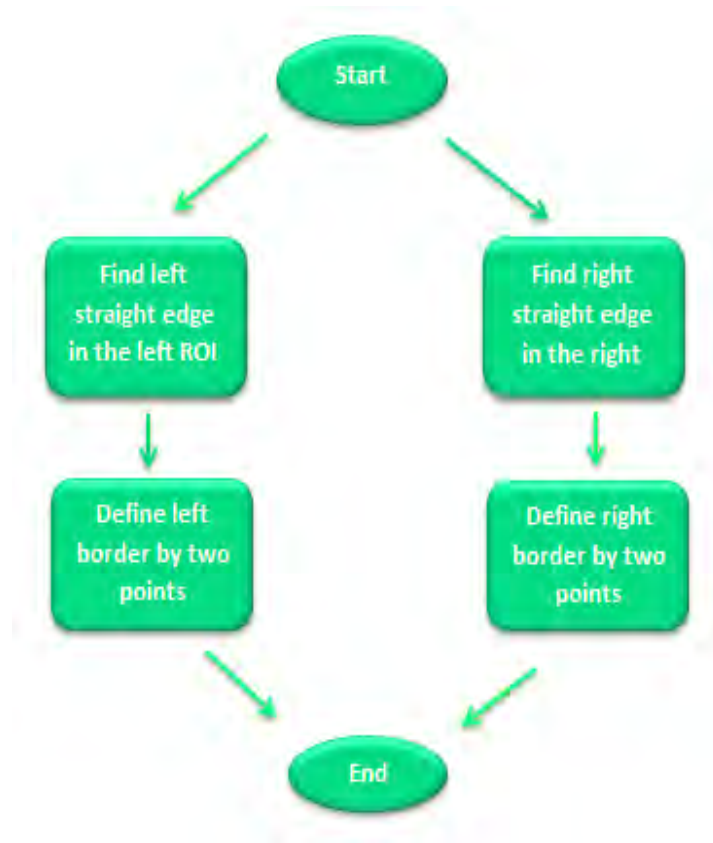 Start
Find left
straight edge
in the left ROI
Find right
straight edge
in the right
Define left
border by two
points
Define right
border by two
points
End